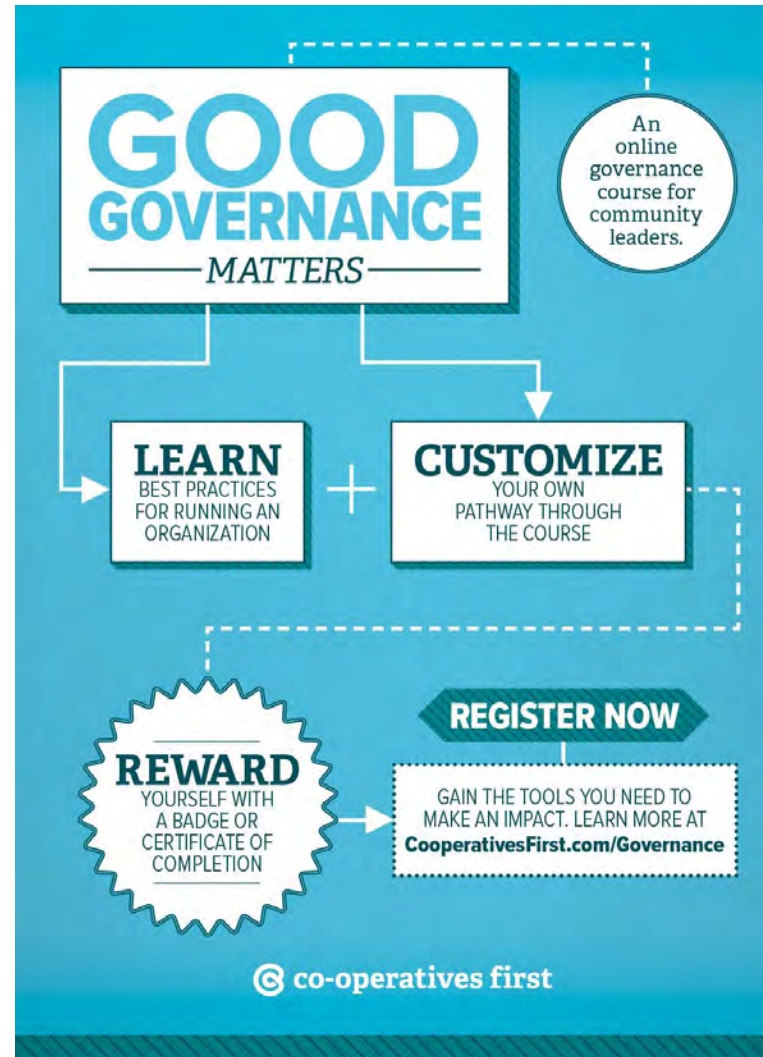 GOOD
GOVERNANCE
MATTERS
An
online
governance
course for
community
leaders.
LEARN
BEST PRACTICES
FOR RUNNING AN
ORGANIZATION
+
CUSTOMIZE
YOUR OWN
PATHWAY THROUGH
THE COURSE
REWARD
YOURSELF WITH
A BADGE OR
CERTIFICATE OF
COMPLETION
REGISTER NOW
GAIN THE TOOLS YOU NEED TO
MAKE AN IMPACT. LEARN MORE AT
CooperativesFirst.com/Governance
co-operatives first